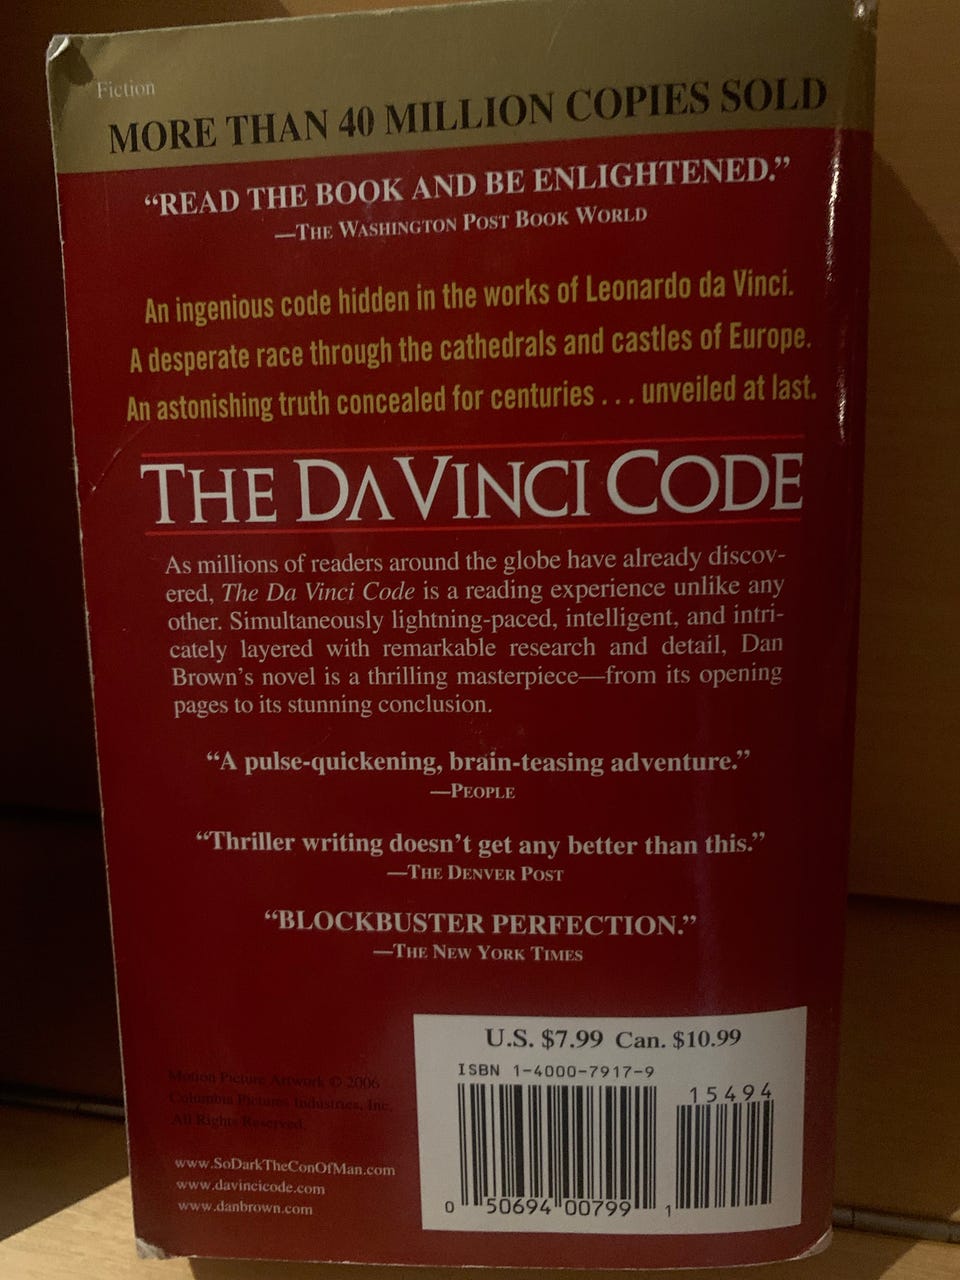 Fiction
MORE THAN 40 MILLION COPIES SOLD
“READ THE BOOK AND BE ENLIGHTENED.”
—THE WASHINGTON POST BOOK WORLD
An ingenious code hidden in the works of Leonardo da Vinci.
A desperate race through the cathedrals and castles of Europe.
An astonishing truth concealed for centuries . . . unveiled at last.
THE DA VINCI CODE
As millions of readers around the globe have already discov-
ered, The Da Vinci Code is a reading experience unlike any
other. Simultaneously lightning-paced, intelligent, and intri-
cately layered with remarkable research and detail, Dan
Brown’s novel is a thrilling masterpiece—from its opening
pages to its stunning conclusion.
“A pulse-quickening, brain-teasing adventure.”
—PEOPLE
“Thriller writing doesn’t get any better than this.”
—THE DENVER POST
“BLOCKBUSTER PERFECTION.”
—THE NEW YORK TIMES
Motion Picture Artwork © 2006
Columbia Pictures Industries, Inc.
All Rights Reserved.
www.SoDarkTheConOfMan.com
www.davincicode.com
www.danbrown.com
U.S. $7.99 Can. $10.99
ISBN 1-4000-7917-9
15494
0 50694 00799 1